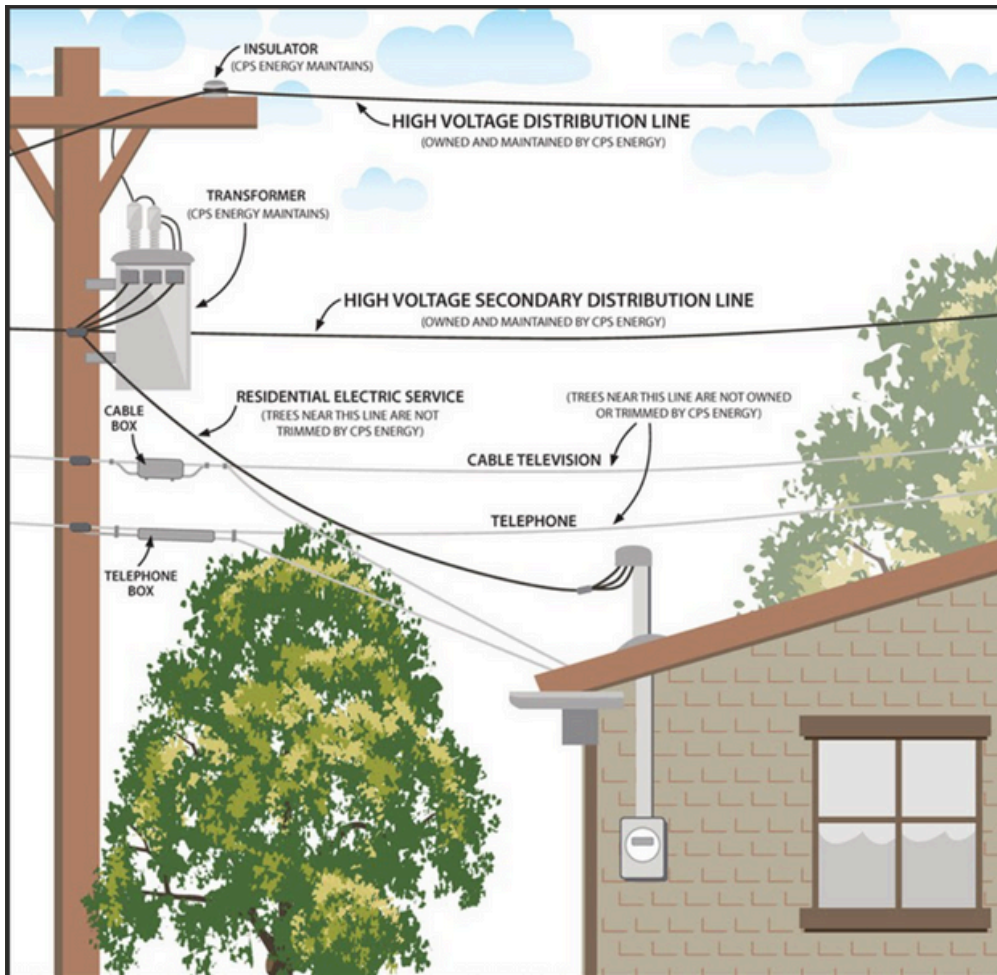 INSULATOR
(CPS ENERGY MAINTAINS)
HIGH VOLTAGE DISTRIBUTION LINE
(OWNED AND MAINTAINED BY CPS ENERGY)
TRANSFORMER
(CPS ENERGY MAINTAINS)
HIGH VOLTAGE SECONDARY DISTRIBUTION LINE
(OWNED AND MAINTAINED BY CPS ENERGY)
RESIDENTIAL ELECTRIC SERVICE
(TREES NEAR THIS LINE ARE NOT
TRIMMED BY CPS ENERGY)
(TREES NEAR THIS LINE ARE NOT OWNED
OR TRIMMED BY CPS ENERGY)
CABLE
BOX
CABLE TELEVISION
TELEPHONE
TELEPHONE
BOX